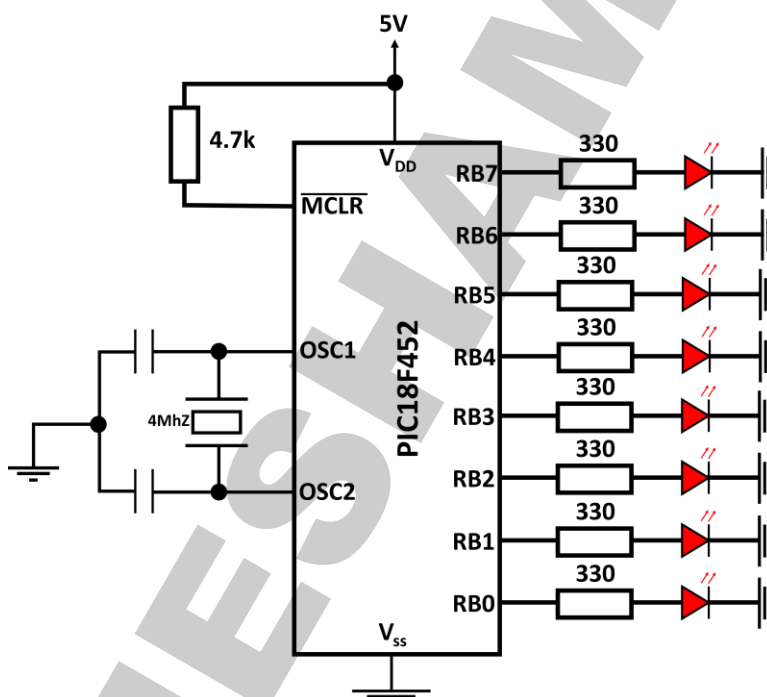 5V
4.7k
VDD
MCLR
OSC1
4MhZ
OSC2
PIC18F452
Vss
330
RB7
330
RB6
330
RB5
330
RB4
330
RB3
330
RB2
330
RB1
330
RB0